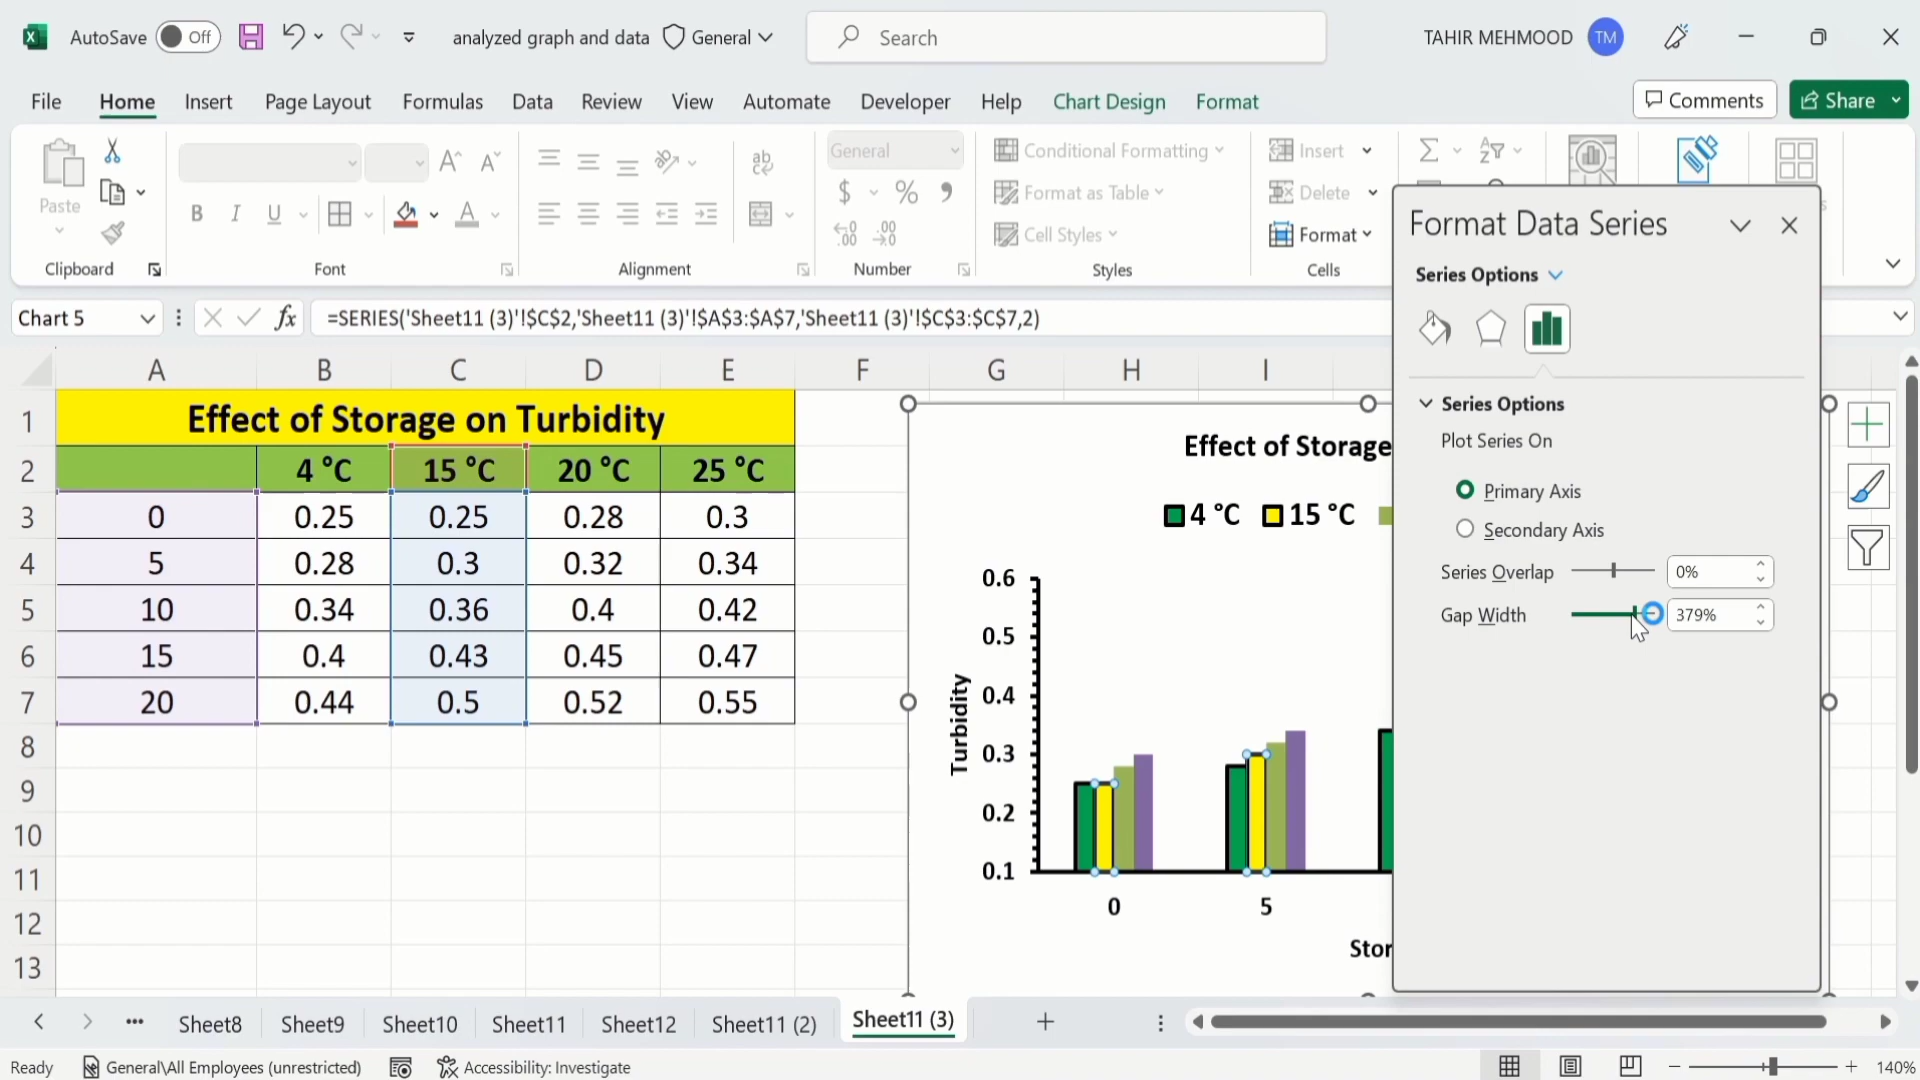 AutoSave Off analyzed graph and data General Search TAHIR MEHMOOD TM
File Home Insert Page Layout Formulas Data Review View Automate Developer Help Chart Design Format Comments Share
Paste
Clipboard
B I U A
Font
ab
Alignment
General
$ % 9
.00
Number
Conditional Formatting
Format as Table
Cell Styles
Styles
Insert
Delete
Format
Cells
Chart 5 fx =SERIES('Sheet11 (3)'!$C$2,'Sheet11 (3)'!$A$3:$A$7,'Sheet11 (3)'!$C$3:$C$7,2)
A B C D E F G H I
1 Effect of Storage on Turbidity
2 4 °C 15 °C 20 °C 25 °C
3 0 0.25 0.25 0.28 0.3
4 5 0.28 0.3 0.32 0.34
5 10 0.34 0.36 0.4 0.42
6 15 0.4 0.43 0.45 0.47
7 20 0.44 0.5 0.52 0.55
8
9
10
11
12
13
Effect of Storage
4 °C 15 °C
0.6
0.5
0.4
0.3
0.2
0.1
Turbidity
0 5
Stor
Format Data Series
Series Options
Series Options
Plot Series On
Primary Axis
Secondary Axis
Series Overlap 0%
Gap Width 379%
Sheet8 Sheet9 Sheet10 Sheet11 Sheet12 Sheet11 (2) Sheet11 (3)
Ready General\All Employees (unrestricted) Accessibility: Investigate 140%